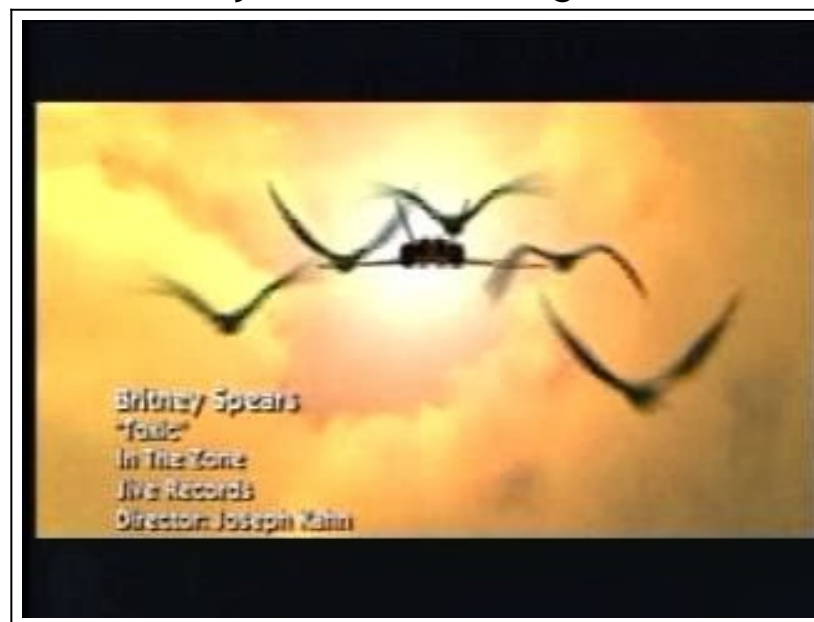 Britney Spears
"Toxic"
In The Zone
Jive Records
Director: Joseph Kahn